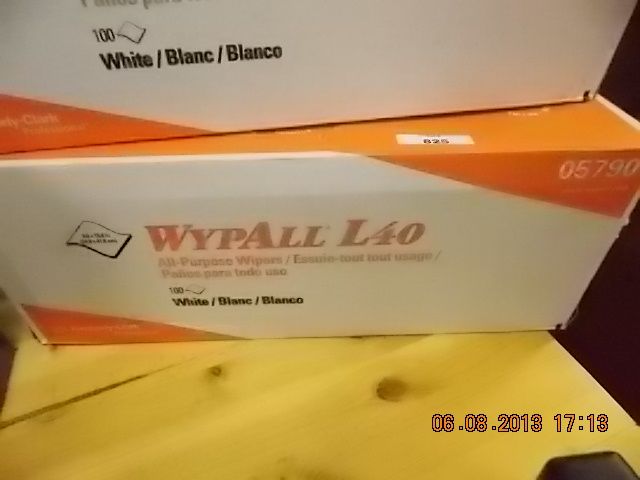 100
White / Blanc / Blanco
Professional
825
05790
WYPALL L40
All-Purpose Wipers / Essuie-tout tout usage /
Paños para todo uso
100
White / Blanc / Blanco
06.08.2013 17:13